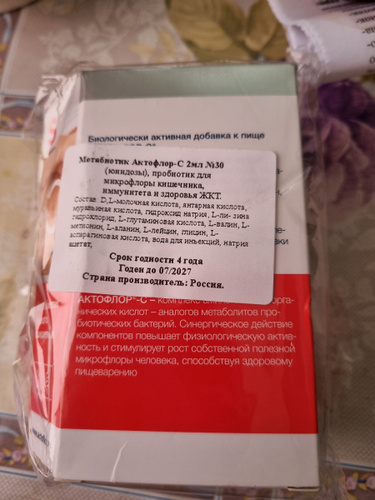 Биологически активная добавка к пище
Метабиотик Актофлор-С 2мл №30
(юнидозы), пробиотик для
микрофлоры кишечника,
иммунитета и здоровья ЖКТ.
Состав: D,L-молочная кислота, янтарная кислота,
муравьиная кислота, гидроксид натрия, L-ли- зина
гидрохлорид, L-глутаминовая кислота, L-валин, L-
метионин, L-аланин, L-лейцин, глицин, L-
аспарагиновая кислота, вода для инъекций, натрия
ацетат,
Срок годности 4 года
Годен до 07/2027
Страна производитель: Россия.
АКТОФЛОР®-С – комплекс
нических кислот – аналогов метаболитов про-
биотических бактерий. Синергическое действие
компонентов повышает физиологическую актив-
ность и стимулирует рост собственной полезной
микрофлоры человека, способствуя здоровому
пищеварению